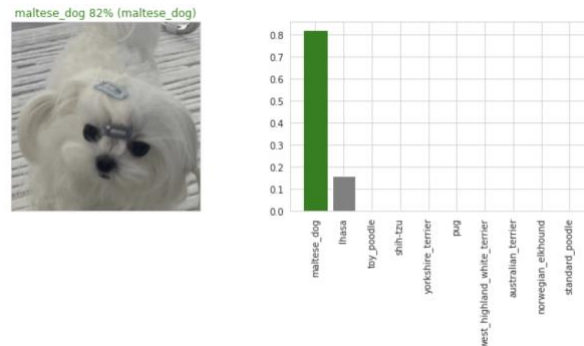 maltese_dog 82% (maltese_dog)
0.8
0.7
0.6
0.5
0.4
0.3
0.2
0.1
0.0
maltese_dog
lhasa
toy_poodle
shih-tzu
yorkshire_terrier
pug
west_highland_white_terrier
australian_terrier
norwegian_elkhound
standard_poodle